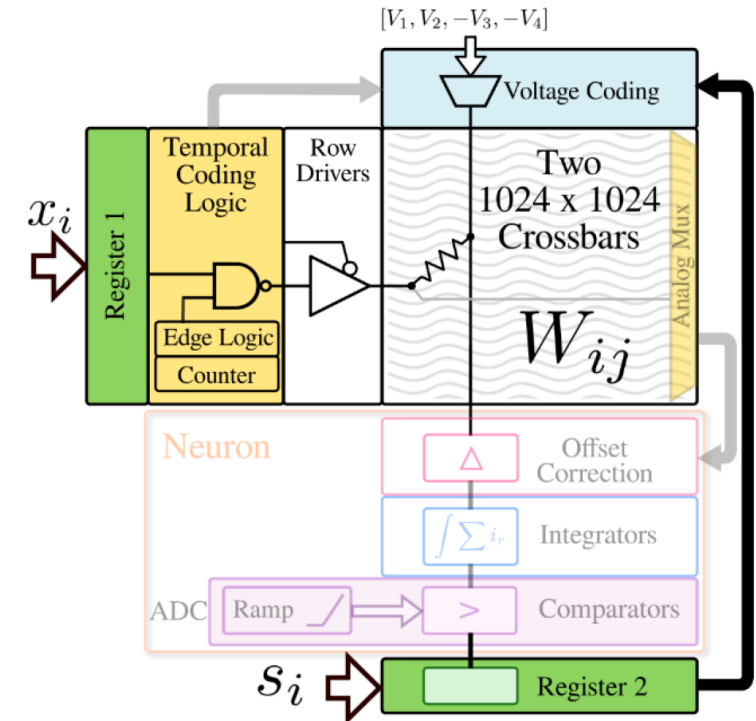 [V₁, V₂, −V₃, −V₄]
Voltage Coding
Temporal
Coding
Logic
Row
Drivers
Two
1024 x 1024
Crossbars
xᵢ
Register 1
Analog Mux
Edge Logic
Counter
Wᵢⱼ
Neuron
△
Offset
Correction
∫ ∑ iᵣ
Integrators
ADC
Ramp
>
Comparators
sᵢ
Register 2